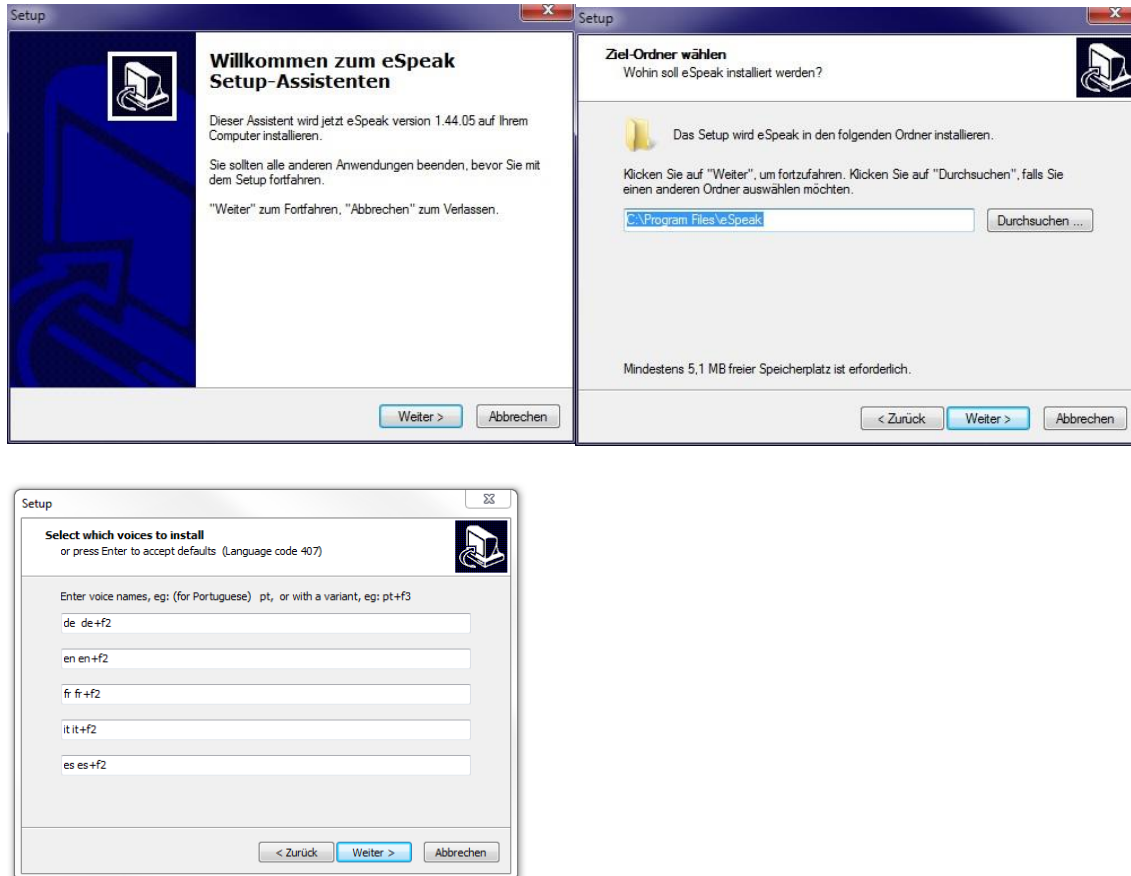 Setup
Willkommen zum eSpeak
Setup-Assistenten
Dieser Assistent wird jetzt eSpeak version 1.44.05 auf Ihrem
Computer installieren.
Sie sollten alle anderen Anwendungen beenden, bevor Sie mit
dem Setup fortfahren.
"Weiter" zum Fortfahren, "Abbrechen" zum Verlassen.
Weiter >
Abbrechen
Setup
Ziel-Ordner wählen
Wohin soll eSpeak installiert werden?
Das Setup wird eSpeak in den folgenden Ordner installieren.
Klicken Sie auf "Weiter", um fortzufahren. Klicken Sie auf "Durchsuchen", falls Sie
einen anderen Ordner auswählen möchten.
C:\Program Files\eSpeak
Durchsuchen ...
Mindestens 5,1 MB freier Speicherplatz ist erforderlich.
< Zurück
Weiter >
Abbrechen
Setup
Select which voices to install
or press Enter to accept defaults (Language code 407)
Enter voice names, eg: (for Portuguese) pt, or with a variant, eg: pt+f3
de de+f2
en en+f2
fr fr+f2
it it+f2
es es+f2
< Zurück
Weiter >
Abbrechen